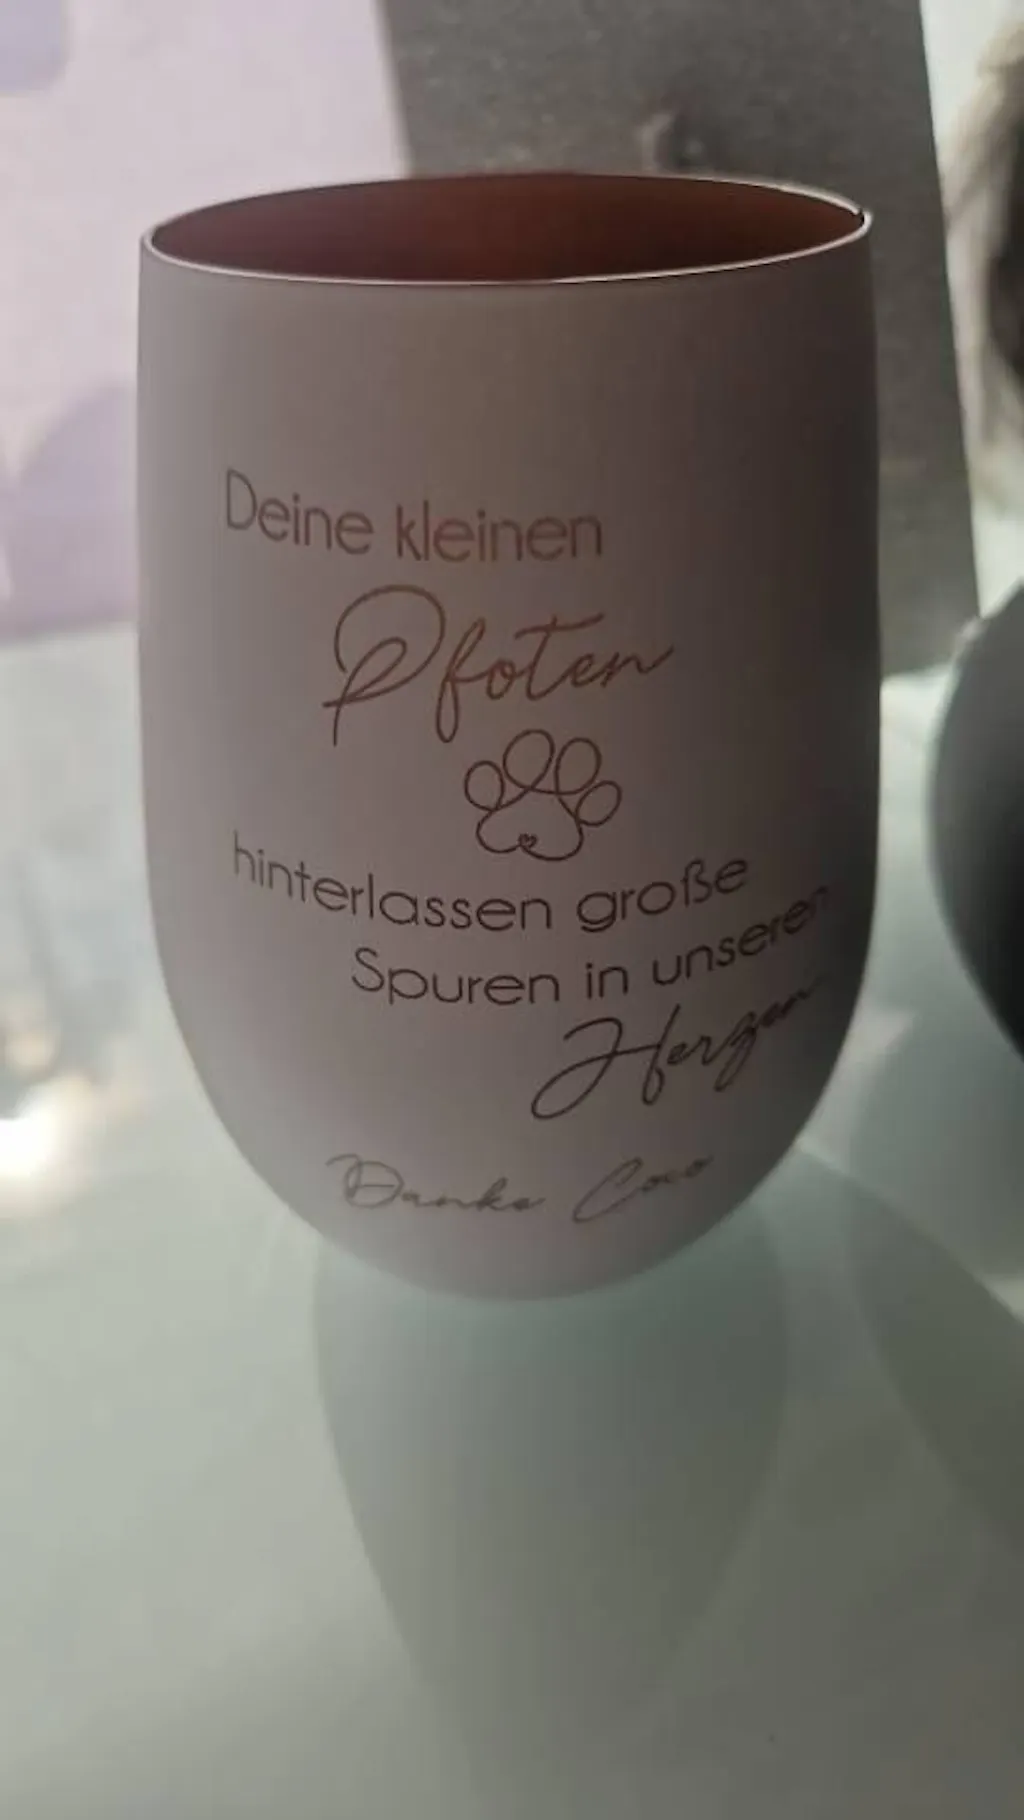 Deine kleinen
Pfoten
hinterlassen große
Spuren in unseren
Herzen
Danke Coco